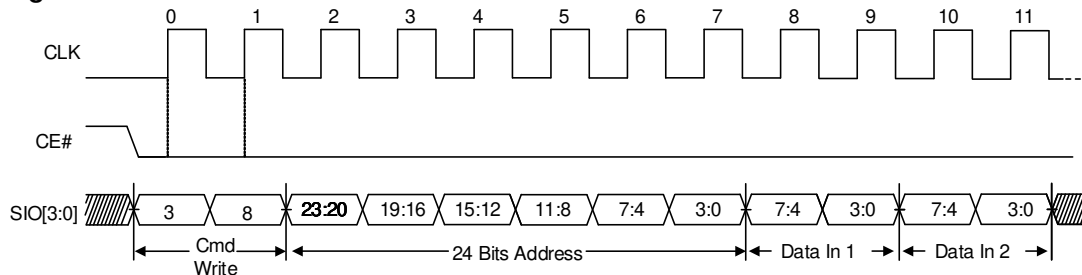 0 1 2 3 4 5 6 7 8 9 10 11
CLK
CE#
SIO[3:0] 3 8 23:20 19:16 15:12 11:8 7:4 3:0 7:4 3:0 7:4 3:0
Cmd 24 Bits Address Data In 1 Data In 2
Write